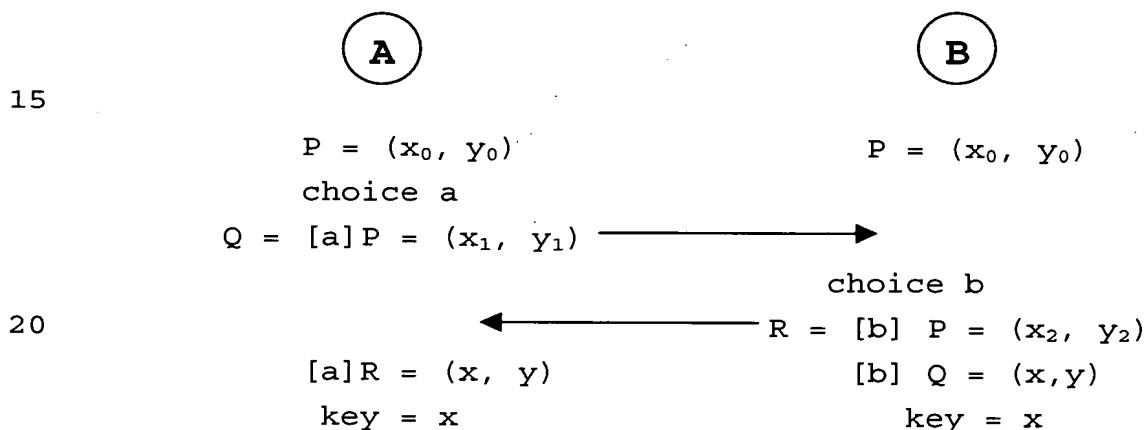 A B
15
P = (x₀, y₀) P = (x₀, y₀)
choice a
Q = [a]P = (x₁, y₁)
choice b
20 R = [b] P = (x₂, y₂)
[a]R = (x, y) [b] Q = (x,y)
key = x key = x